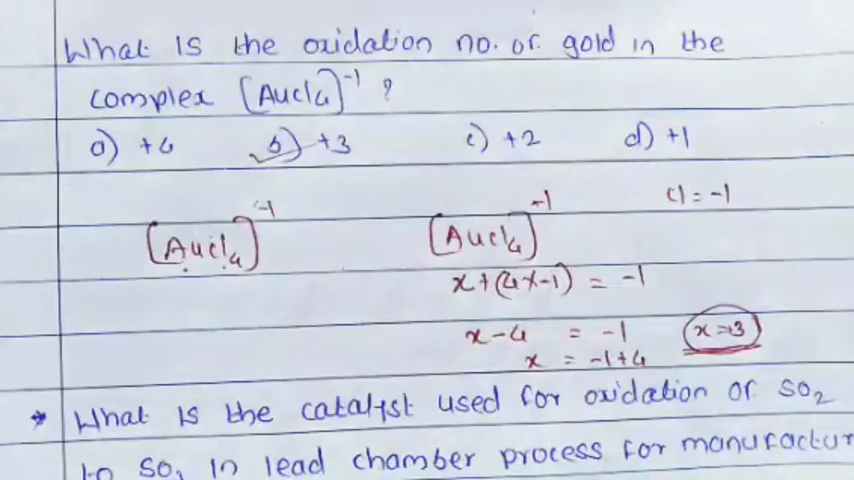 What is the oxidation no. or gold in the
complex [AuCl4]^-1 ?
a) +4 b) +3 c) +2 d) +1
[AuCl4]^-1 [AuCl4]^-1 Cl = -1
x+(4x-1) = -1
x-4 = -1 x=3
x = -1+4
→ What is the catalyst used for oxidation or SO2
to SO3 in lead chamber process for manufactur